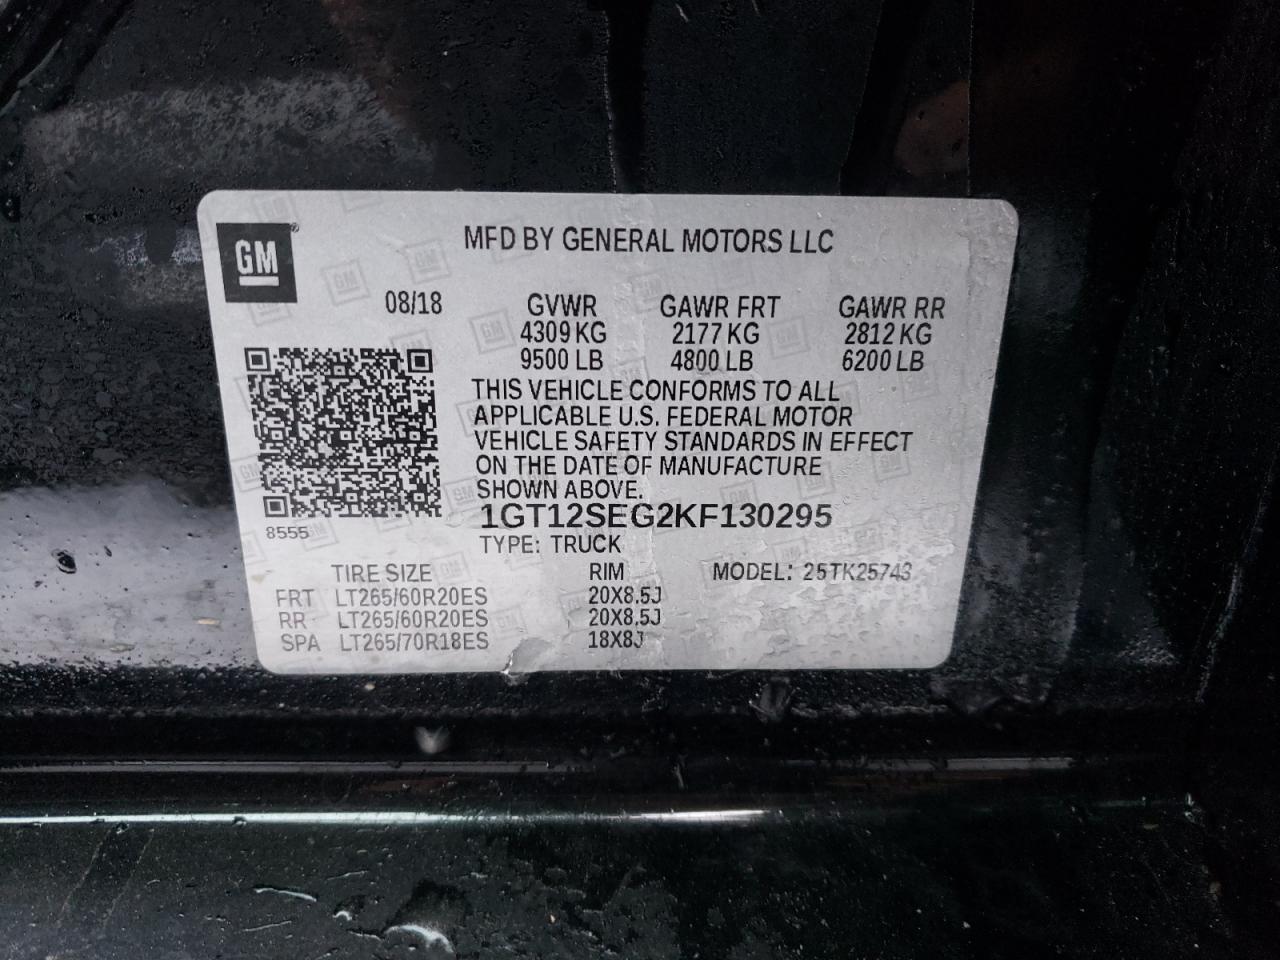 GM
MFD BY GENERAL MOTORS LLC
08/18 GVWR GAWR FRT GAWR RR
4309 KG 2177 KG 2812 KG
9500 LB 4800 LB 6200 LB
THIS VEHICLE CONFORMS TO ALL
APPLICABLE U.S. FEDERAL MOTOR
VEHICLE SAFETY STANDARDS IN EFFECT
ON THE DATE OF MANUFACTURE
SHOWN ABOVE.
8555
1GT12SEG2KF130295
TYPE: TRUCK
TIRE SIZE RIM MODEL: 25TK25743
FRT LT265/60R20ES 20X8.5J
RR LT265/60R20ES 20X8.5J
SPA LT265/70R18ES 18X8J